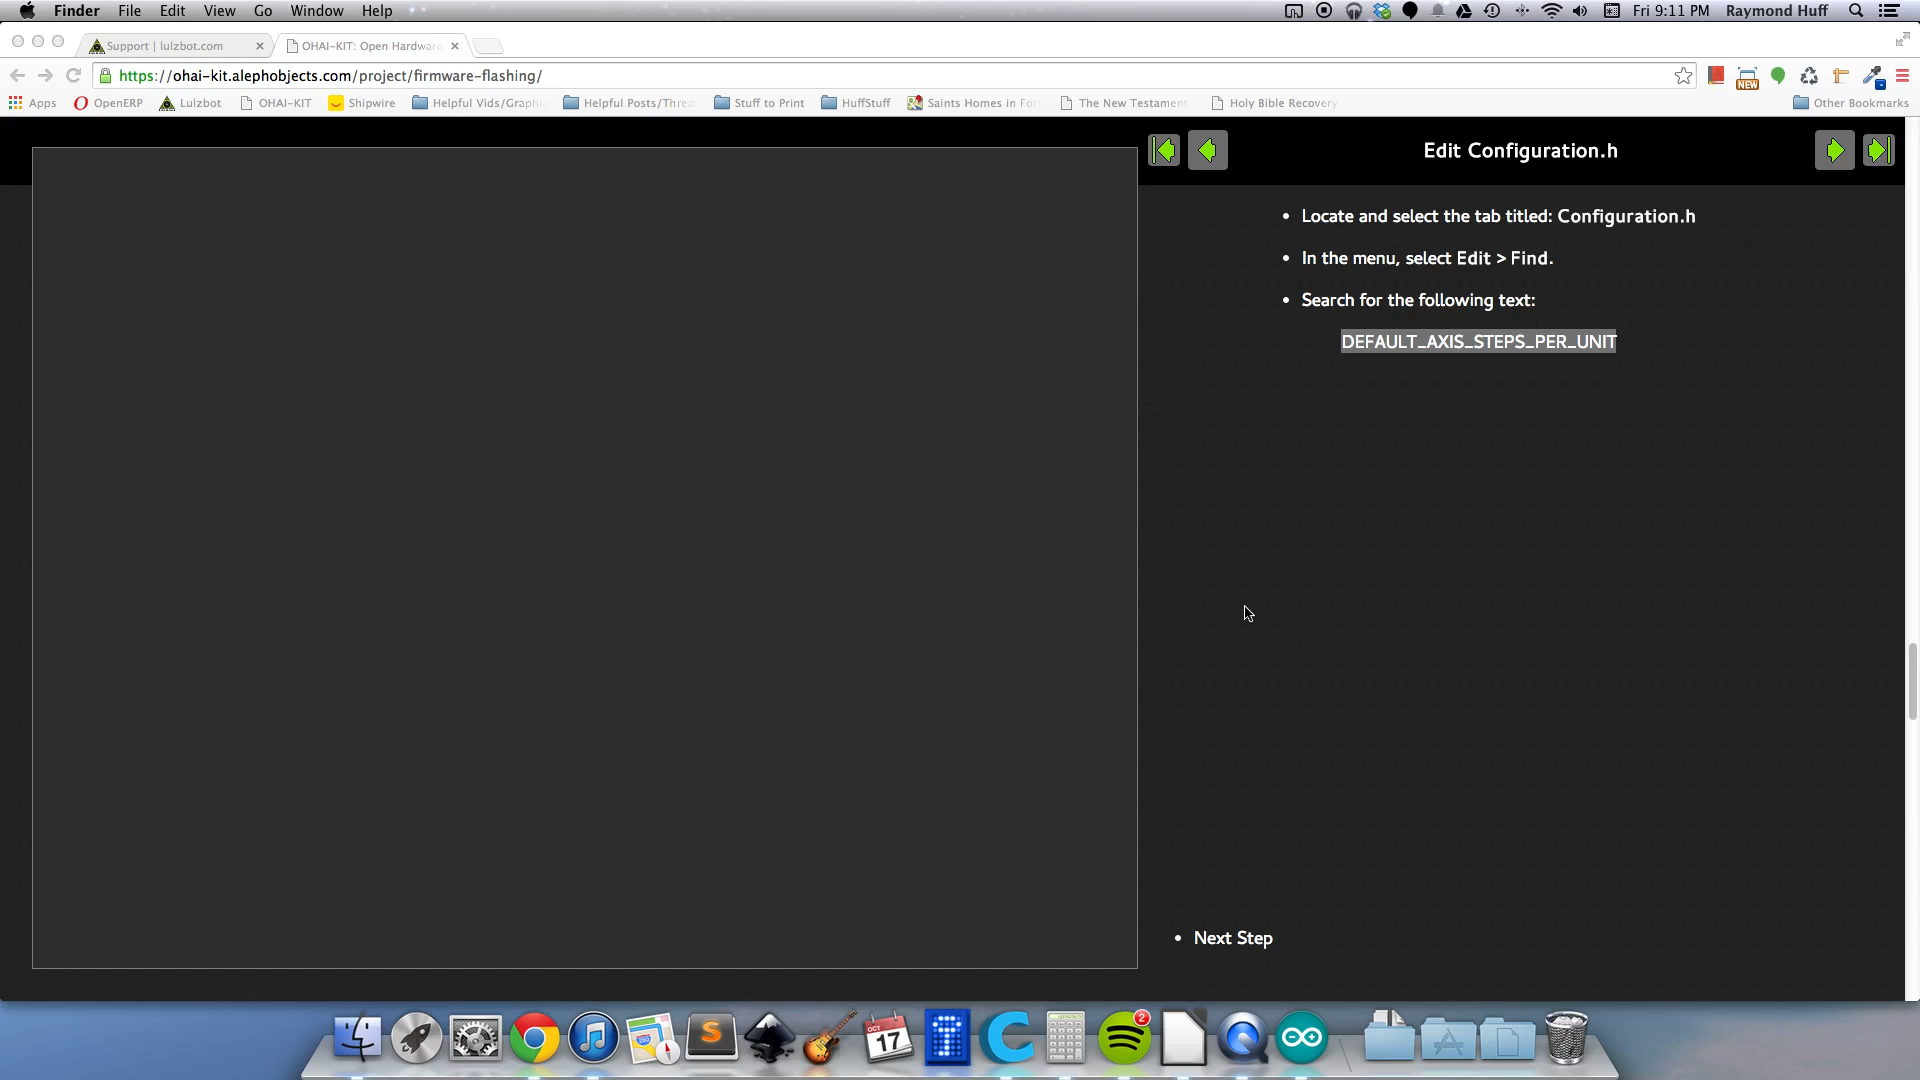 Finder File Edit View Go Window Help Fri 9:11 PM Raymond Huff
Support | lulzbot.com OHAI-KIT: Open Hardware
https://ohai-kit.alephobjects.com/project/firmware-flashing/ NEW
Apps OpenERP Lulzbot OHAI-KIT Shipwire Helpful Vids/Graphi Helpful Posts/Threa Stuff to Print HuffStuff Saints Homes in For The New Testament Holy Bible Recovery Other Bookmarks
Edit Configuration.h
• Locate and select the tab titled: Configuration.h
• In the menu, select Edit > Find.
• Search for the following text:
DEFAULT_AXIS_STEPS_PER_UNIT
• Next Step
OCT
17
2